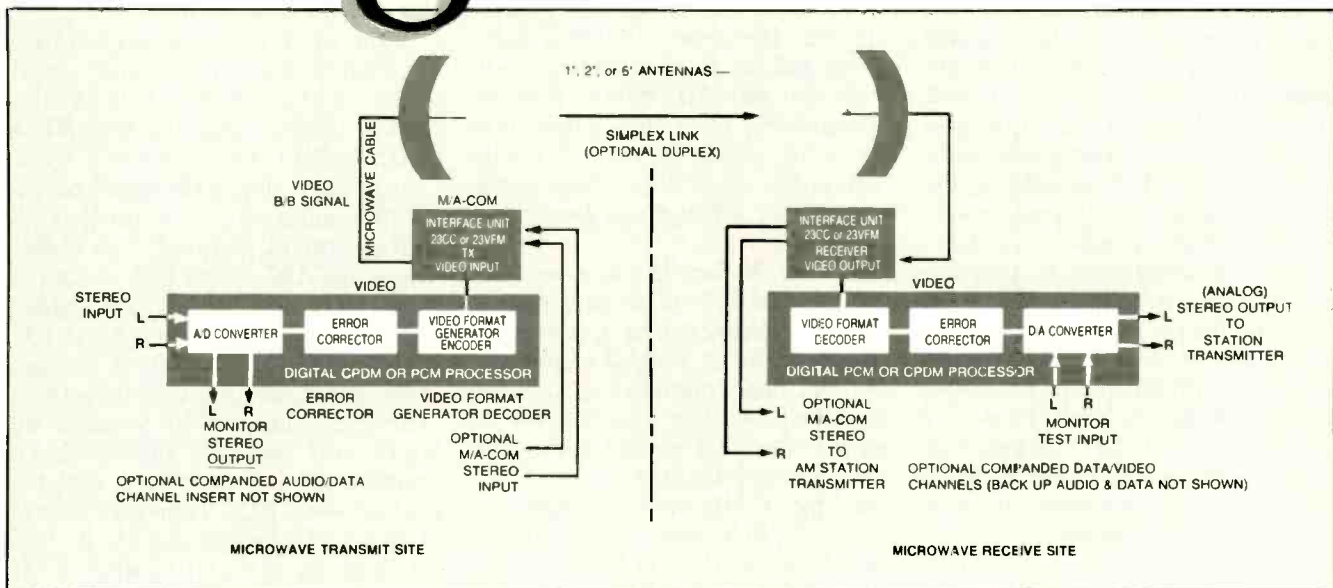 1', 2', or 6' ANTENNAS —
SIMPLEX LINK
(OPTIONAL DUPLEX)
MICROWAVE CABLE
VIDEO
B/B SIGNAL
M/A-COM
INTERFACE UNIT
23CC or 23VFM
TX
VIDEO INPUT
VIDEO
STEREO
INPUT
L
R
A/D CONVERTER
ERROR
CORRECTOR
VIDEO FORMAT
GENERATOR
ENCODER
DIGITAL CPDM OR PCM PROCESSOR
L R
MONITOR
STEREO
OUTPUT
ERROR
CORRECTOR
VIDEO FORMAT
GENERATOR DECODER
OPTIONAL
M/A-COM
STEREO
INPUT
OPTIONAL COMPANDED AUDIO/DATA
CHANNEL INSERT NOT SHOWN
MICROWAVE TRANSMIT SITE
INTERFACE UNIT
23CC or 23VFM
RECEIVER
VIDEO OUTPUT
VIDEO
VIDEO FORMAT
DECODER
ERROR
CORRECTOR
D-A CONVERTER
DIGITAL PCM OR CPDM PROCESSOR
L
R
(ANALOG)
STEREO OUTPUT
TO
STATION
TRANSMITTER
L
R
OPTIONAL
M/A-COM
STEREO
TO
AM STATION
TRANSMITTER
L R
MONITOR
TEST INPUT
OPTIONAL COMPANDED DATA/VIDEO
CHANNELS (BACK UP AUDIO & DATA NOT SHOWN)
MICROWAVE RECEIVE SITE